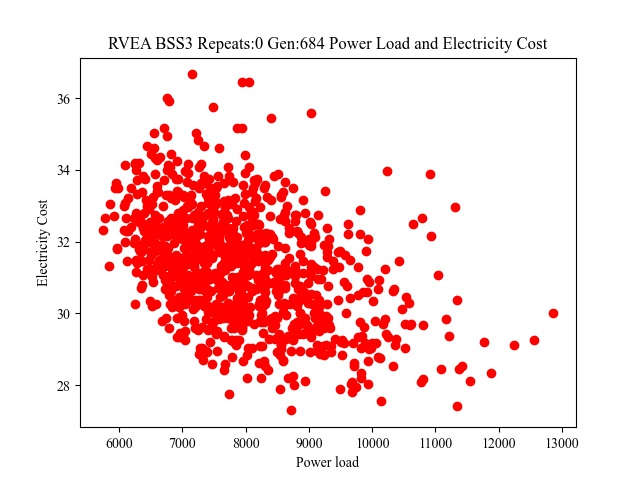 RVEA BSS3 Repeats:0 Gen:684 Power Load and Electricity Cost
36
34
32
30
28
Electricity Cost
6000 7000 8000 9000 10000 11000 12000 13000
Power load